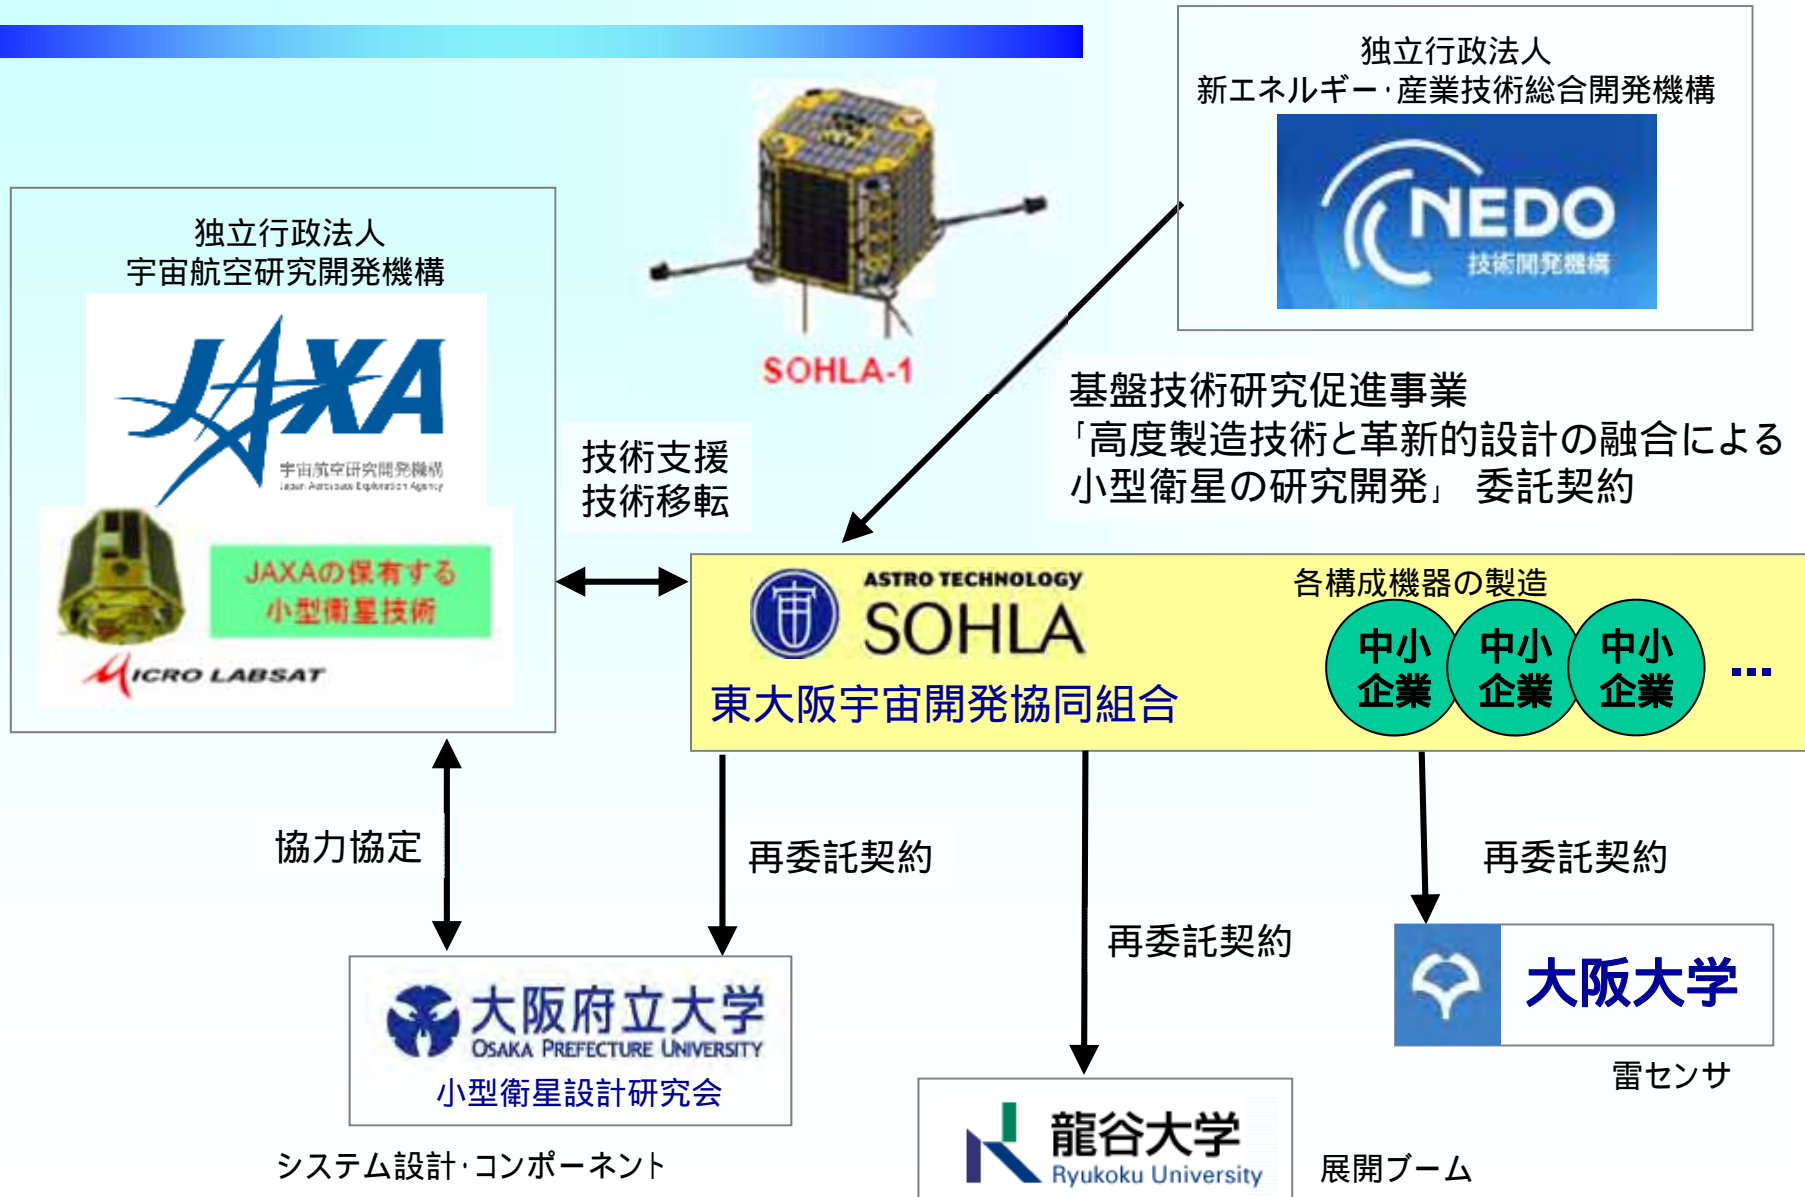 独立行政法人
新エネルギー・産業技術総合開発機構
NEDO
技術開発機構
独立行政法人
宇宙航空研究開発機構
JAXA
宇宙航空研究開発機構
Japan Aerospace Exploration Agency
JAXAの保有する
小型衛星技術
MICRO LABSAT
SOHLA-1
技術支援
技術移転
基盤技術研究促進事業
「高度製造技術と革新的設計の融合による
小型衛星の研究開発」 委託契約
ASTRO TECHNOLOGY
SOHLA
東大阪宇宙開発協同組合
各構成機器の製造
中小
企業
中小
企業
中小
企業
...
協力協定
再委託契約
再委託契約
再委託契約
大阪府立大学
OSAKA PREFECTURE UNIVERSITY
小型衛星設計研究会
システム設計・コンポーネント
龍谷大学
Ryukoku University
展開ブーム
大阪大学
雷センサ